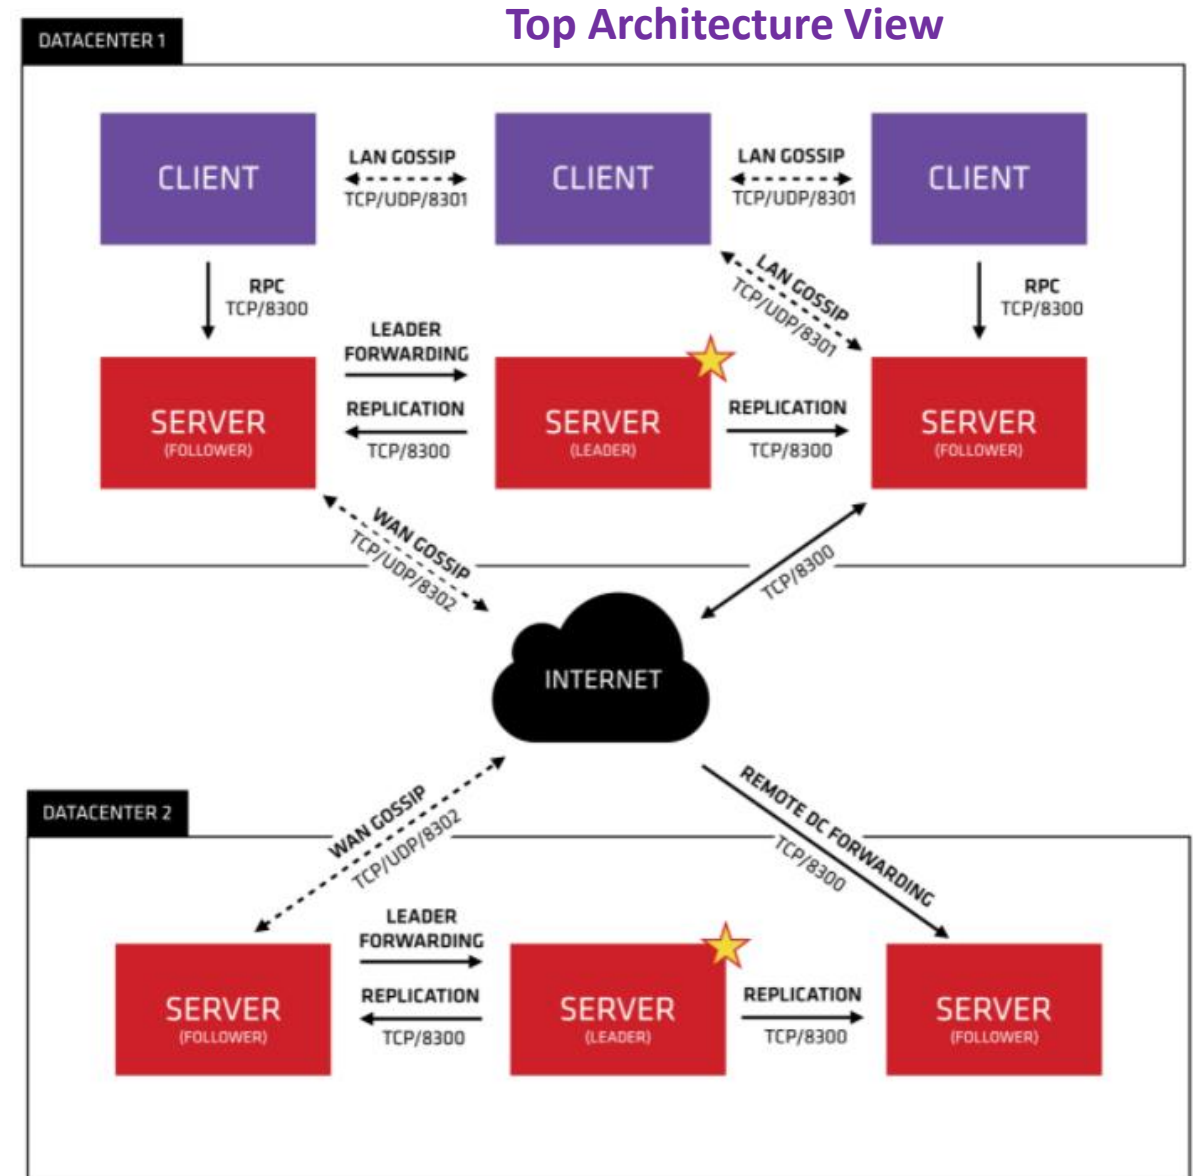 Top Architecture View
DATACENTER 1
CLIENT
LAN GOSSIP
TCP/UDP/8301
CLIENT
LAN GOSSIP
TCP/UDP/8301
CLIENT
RPC
TCP/8300
LAN GOSSIP
TCP/UDP/8301
RPC
TCP/8300
SERVER
(FOLLOWER)
LEADER
FORWARDING
REPLICATION
TCP/8300
SERVER
(LEADER)
REPLICATION
TCP/8300
SERVER
(FOLLOWER)
WAN GOSSIP
TCP/UDP/8302
TCP/8300
INTERNET
DATACENTER 2
WAN GOSSIP
TCP/UDP/8302
REMOTE DC FORWARDING
TCP/8300
SERVER
(FOLLOWER)
LEADER
FORWARDING
REPLICATION
TCP/8300
SERVER
(LEADER)
REPLICATION
TCP/8300
SERVER
(FOLLOWER)